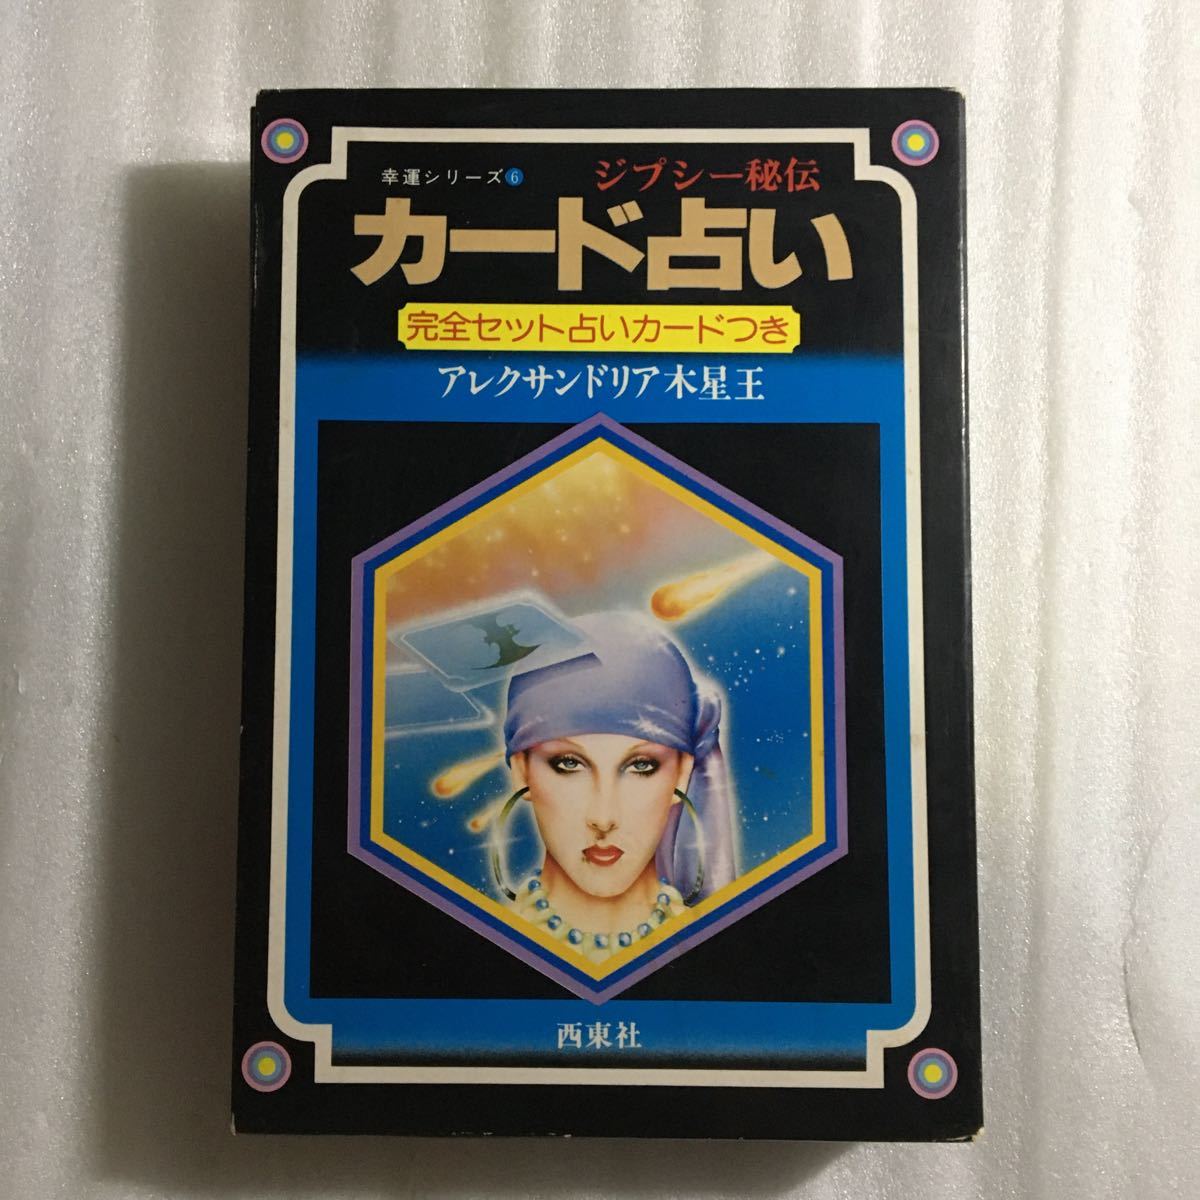 幸運シリーズ6
ジプシー秘伝
カード占い
完全セット占いカードつき
アレクサンドリア木星王
西東社